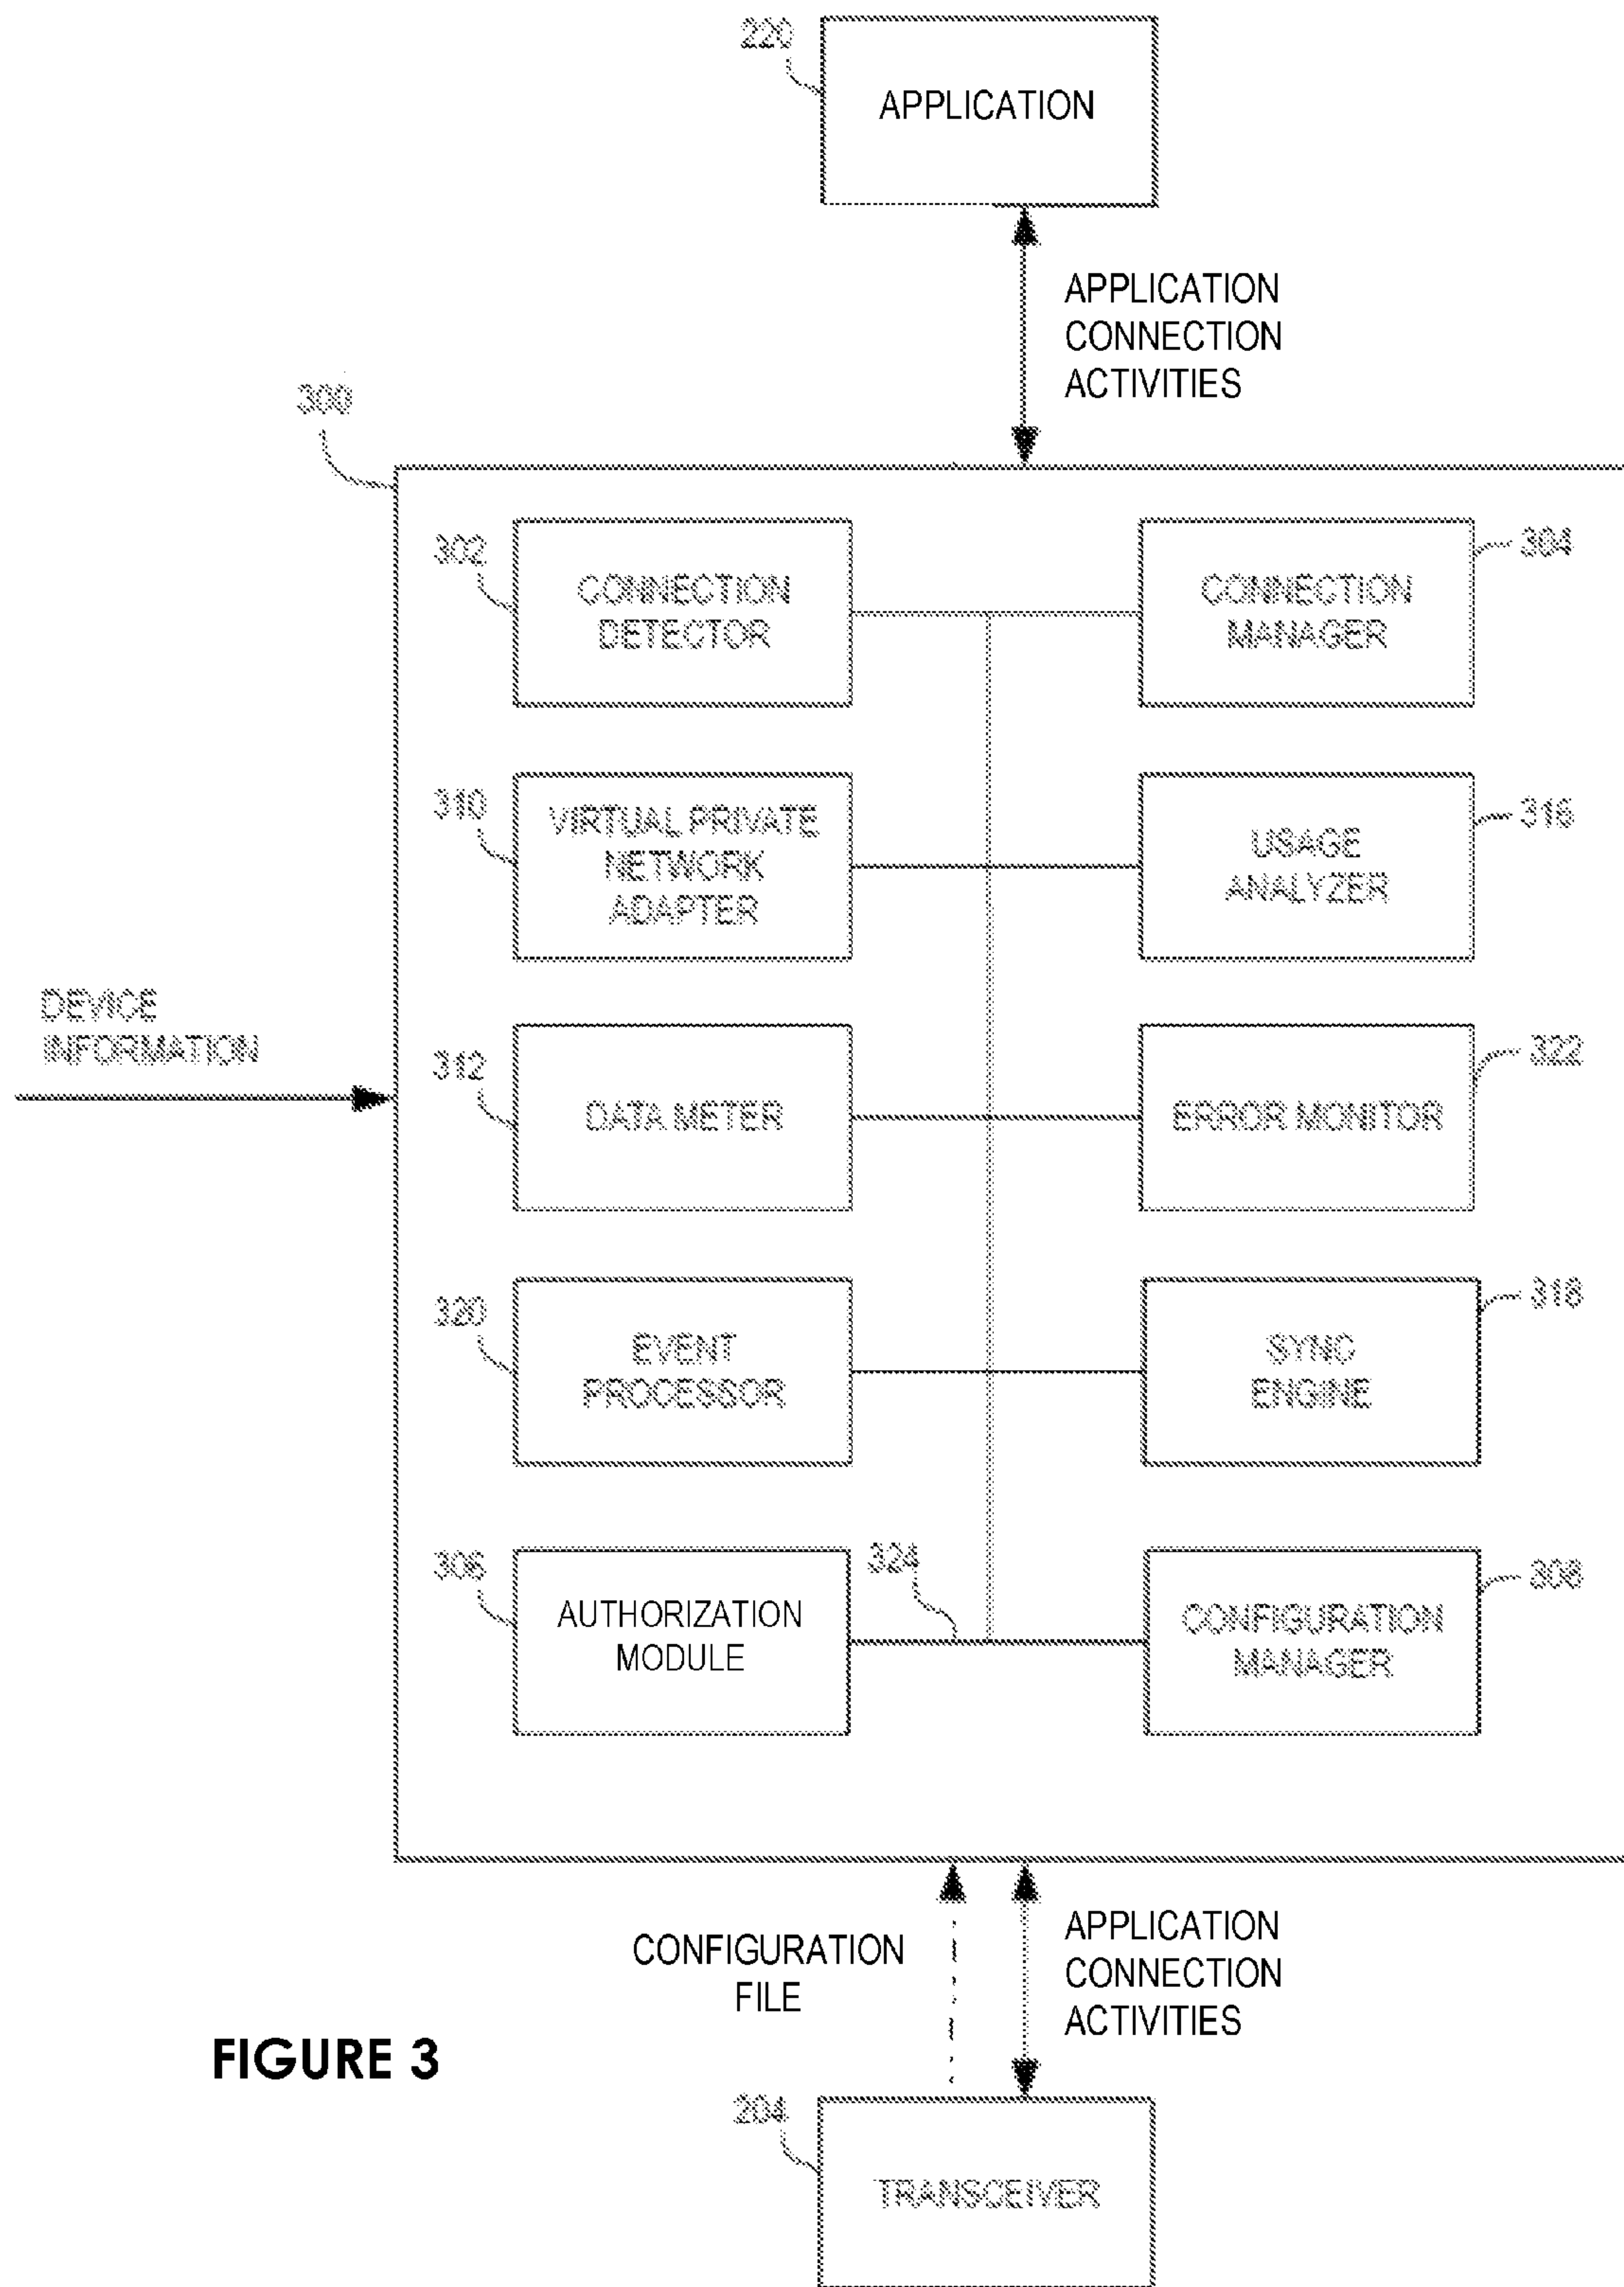 220
APPLICATION
APPLICATION
CONNECTION
ACTIVITIES
300
302
CONNECTION
DETECTOR
CONNECTION
MANAGER
304
310
VIRTUAL PRIVATE
NETWORK
ADAPTER
USAGE
ANALYZER
316
DEVICE
INFORMATION
312
DATA METER
ERROR MONITOR
322
320
EVENT
PROCESSOR
SYNC
ENGINE
318
306
AUTHORIZATION
MODULE
324
CONFIGURATION
MANAGER
308
CONFIGURATION
FILE
APPLICATION
CONNECTION
ACTIVITIES
FIGURE 3
204
TRANSCEIVER